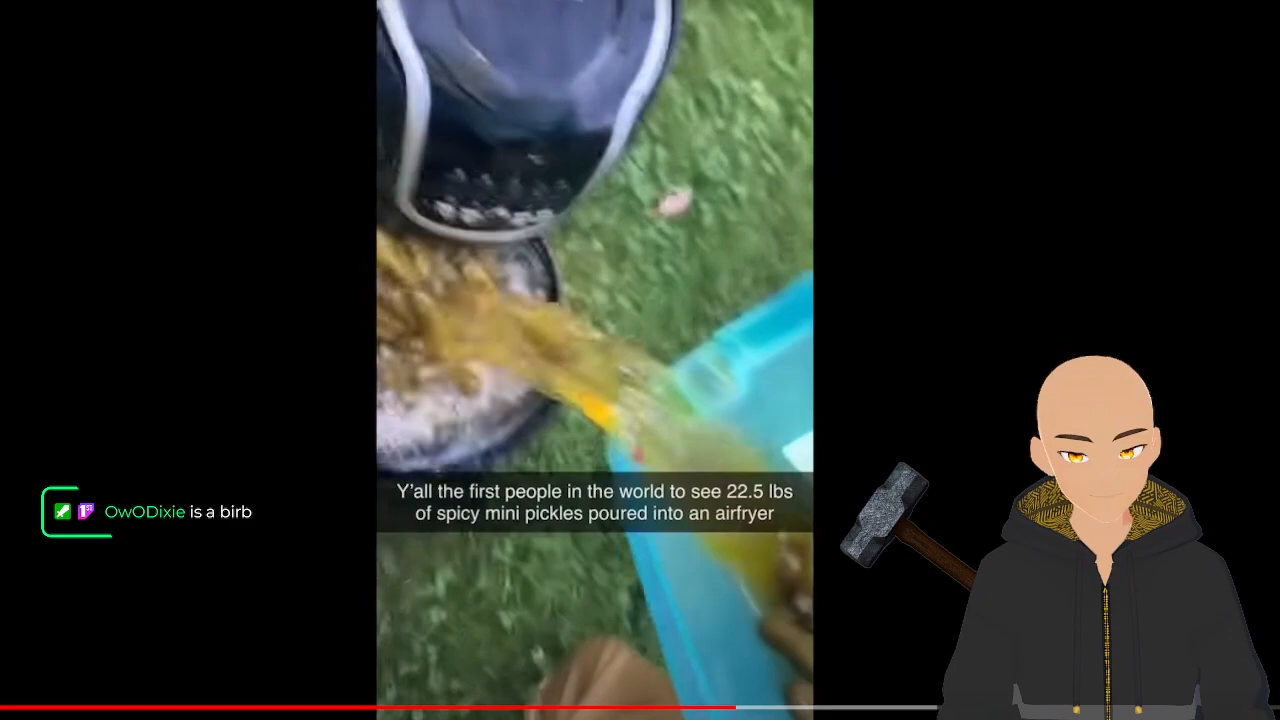 Y'all the first people in the world to see 22.5 lbs
of spicy mini pickles poured into an airfryer
1ST OwODixie is a birb